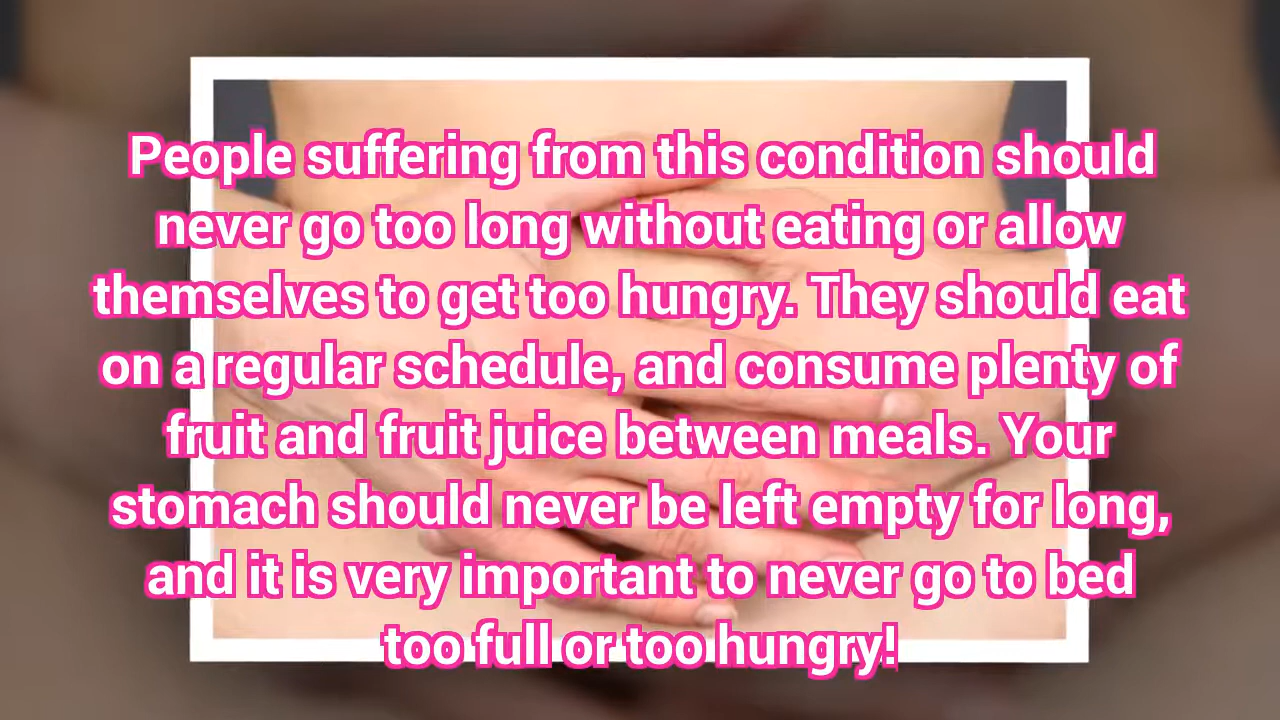 People suffering from this condition should
never go too long without eating or allow
themselves to get too hungry. They should eat
on a regular schedule, and consume plenty of
fruit and fruit juice between meals. Your
stomach should never be left empty for long,
and it is very important to never go to bed
too full or too hungry!